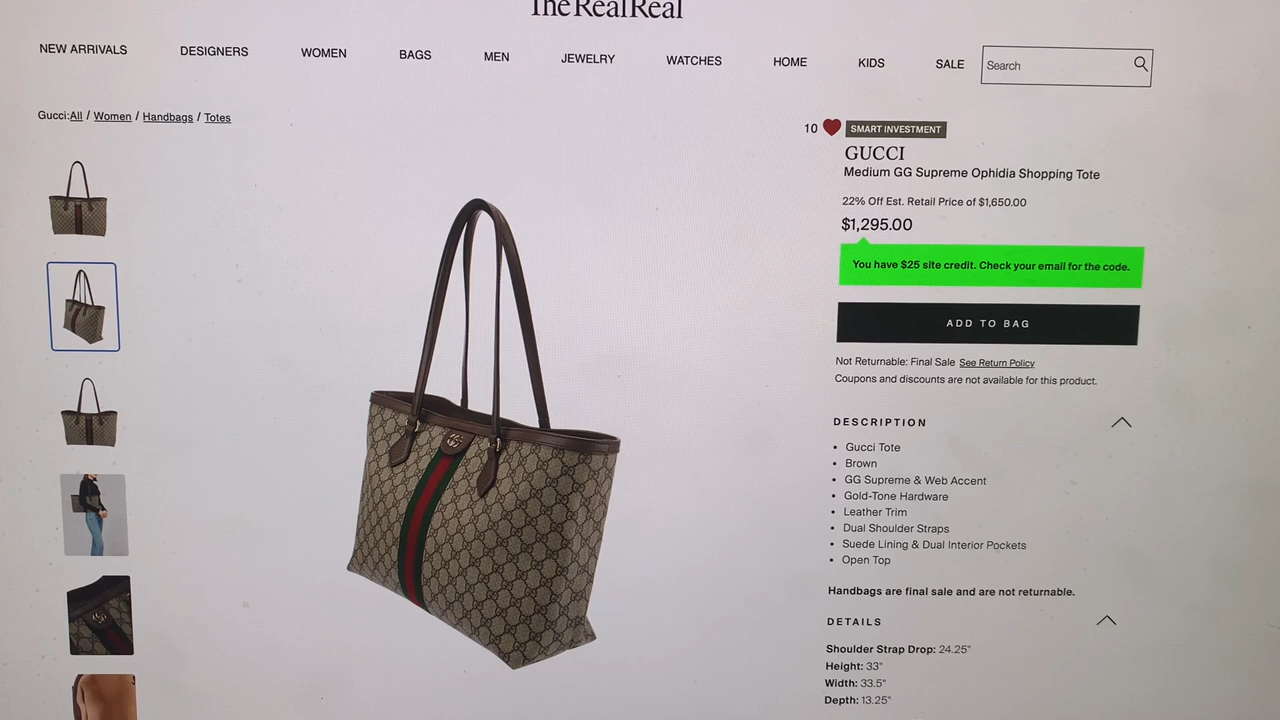 The RealReal
NEW ARRIVALS
DESIGNERS
WOMEN
BAGS
MEN
JEWELRY
WATCHES
HOME
KIDS
SALE
Search
Gucci:All / Women / Handbags / Totes
10
SMART INVESTMENT
GUCCI
Medium GG Supreme Ophidia Shopping Tote
22% Off Est. Retail Price of $1,650.00
$1,295.00
You have $25 site credit. Check your email for the code.
ADD TO BAG
Not Returnable: Final Sale See Return Policy
Coupons and discounts are not available for this product.
DESCRIPTION
• Gucci Tote
• Brown
• GG Supreme & Web Accent
• Gold-Tone Hardware
• Leather Trim
• Dual Shoulder Straps
• Suede Lining & Dual Interior Pockets
• Open Top
Handbags are final sale and are not returnable.
DETAILS
Shoulder Strap Drop: 24.25"
Height: 33"
Width: 33.5"
Depth: 13.25"